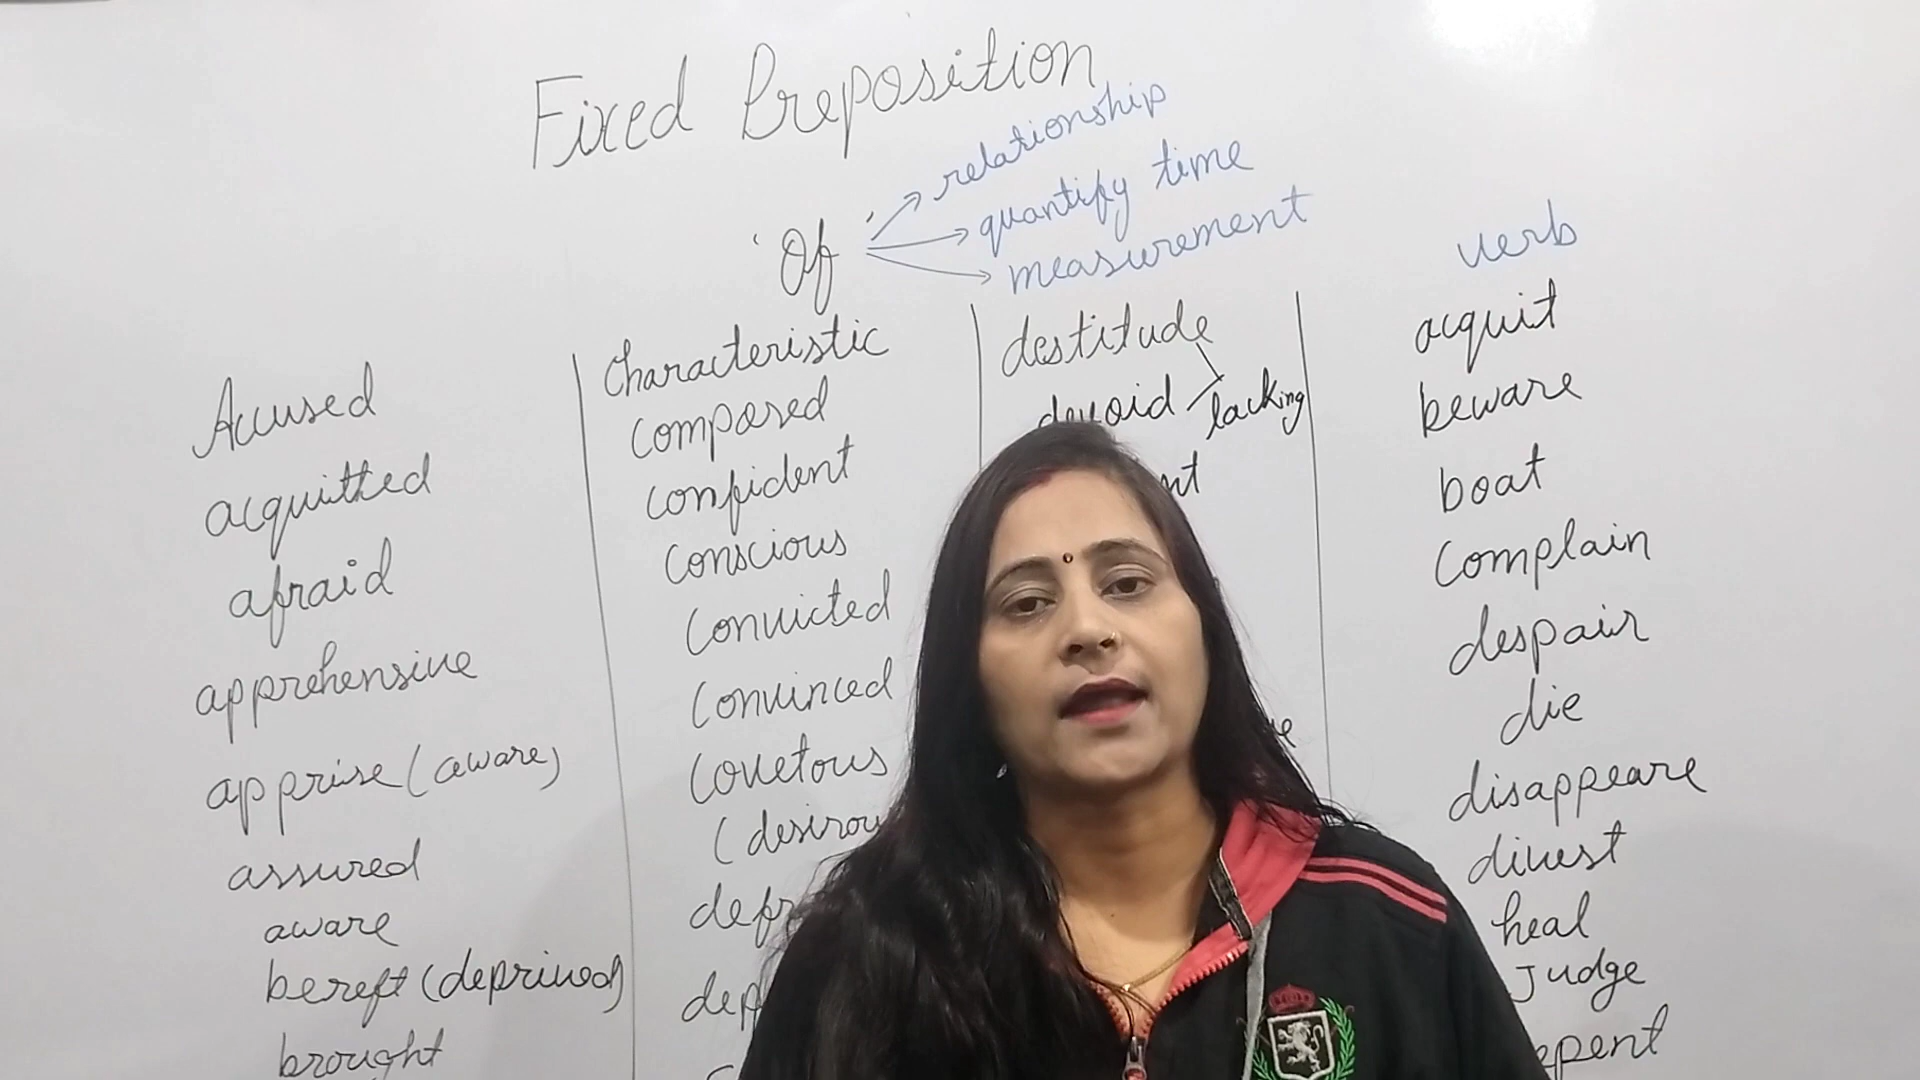 Fixed Preposition
'Of'
relationship
quantify time
measurement
Accused
acquitted
afraid
apprehensive
apprise (aware)
assured
aware
bereft (deprived)
brought
Characteristic
composed
confident
conscious
Convicted
Convinced
Covetous
destitude
devoid
lacking
verb
acquit
beware
boat
Complain
despair
die
disappeare
divest
heal
Judge